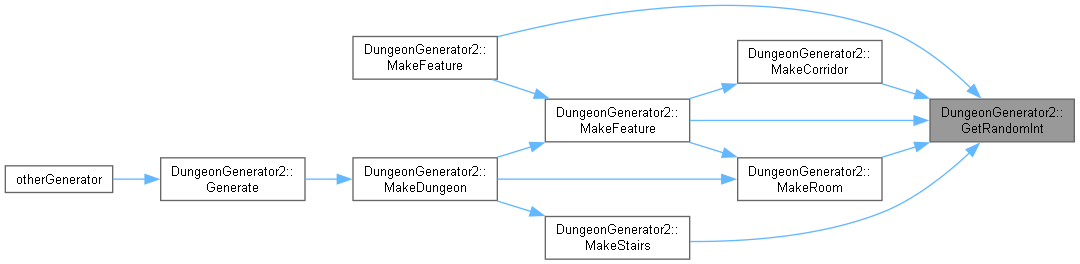 DungeonGenerator2::
MakeFeature
DungeonGenerator2::
MakeCorridor
DungeonGenerator2::
MakeFeature
DungeonGenerator2::
GetRandomInt
otherGenerator
DungeonGenerator2::
Generate
DungeonGenerator2::
MakeDungeon
DungeonGenerator2::
MakeRoom
DungeonGenerator2::
MakeStairs